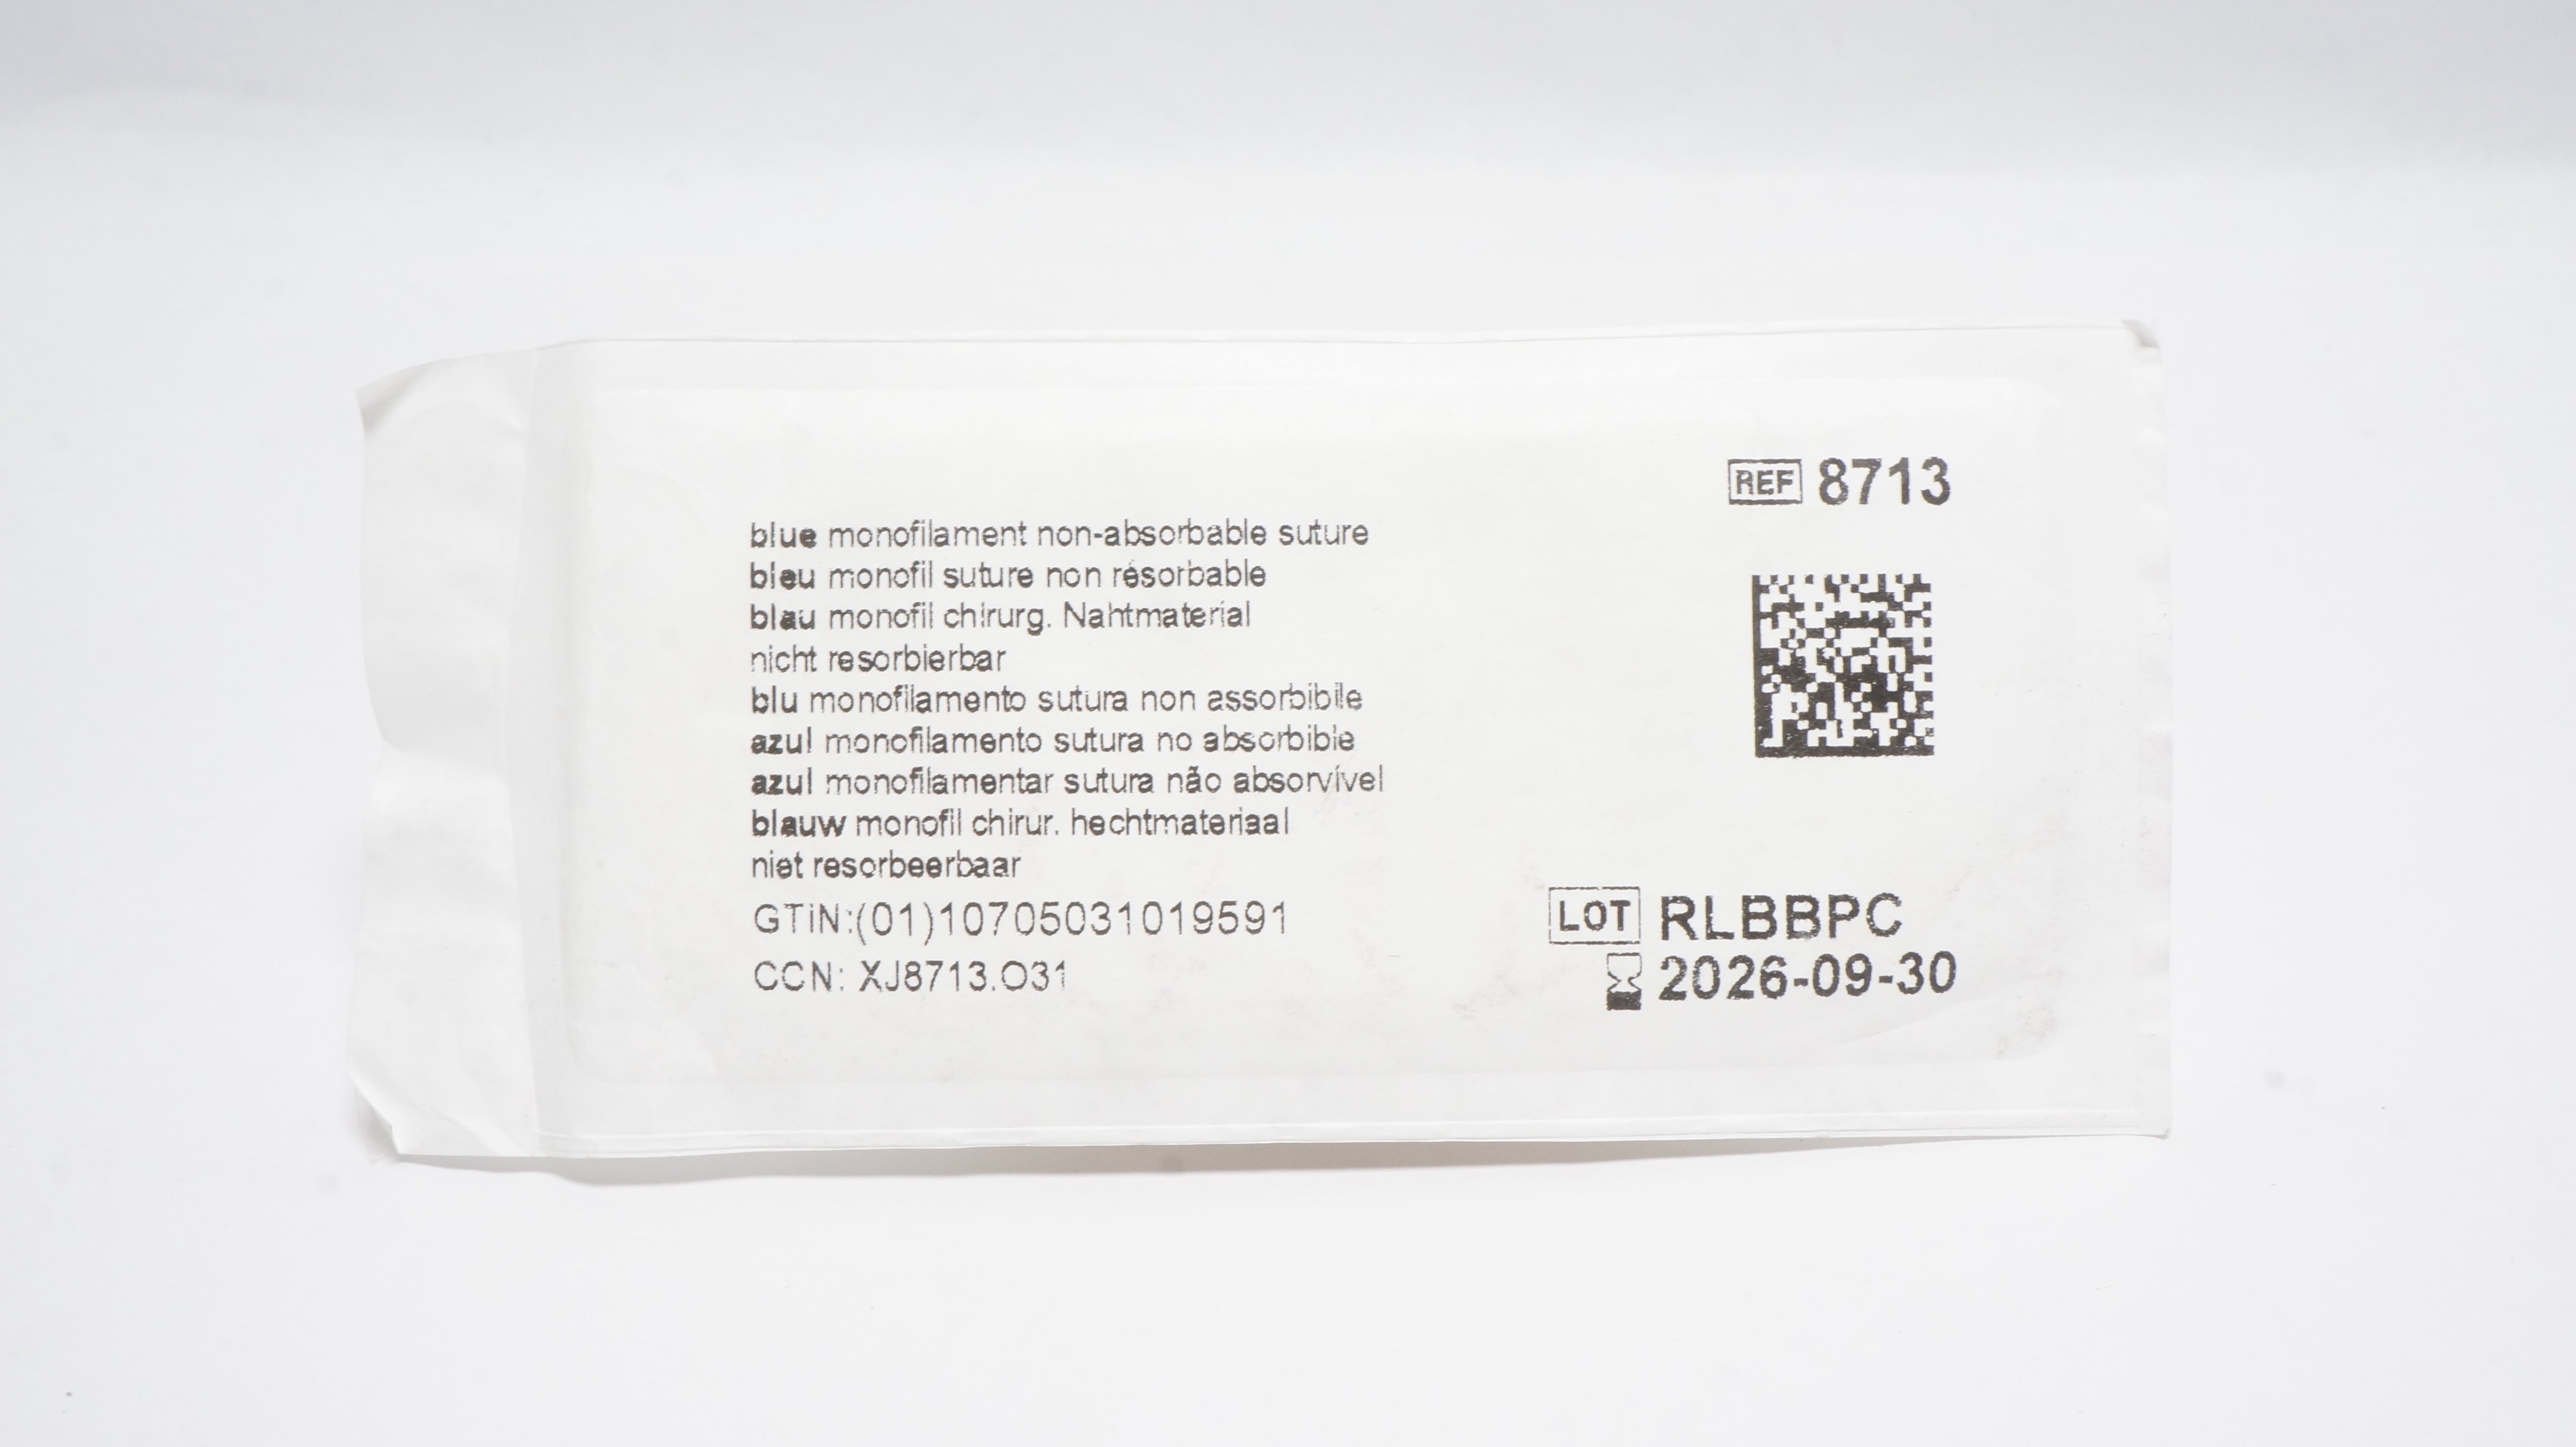 REF 8713
blue monofilament non-absorbable suture
bleu monofil suture non résorbable
blau monofil chirurg. Nahtmaterial
nicht resorbierbar
blu monofilamento sutura non assorbibile
azul monofilamento sutura no absorbible
azul monofilamentar sutura não absorvível
blauw monofil chirur. hechtmateriaal
niet resorbeerbaar
GTIN:(01)10705031019591
CCN: XJ8713.O31
LOT RLBBPC
2026-09-30